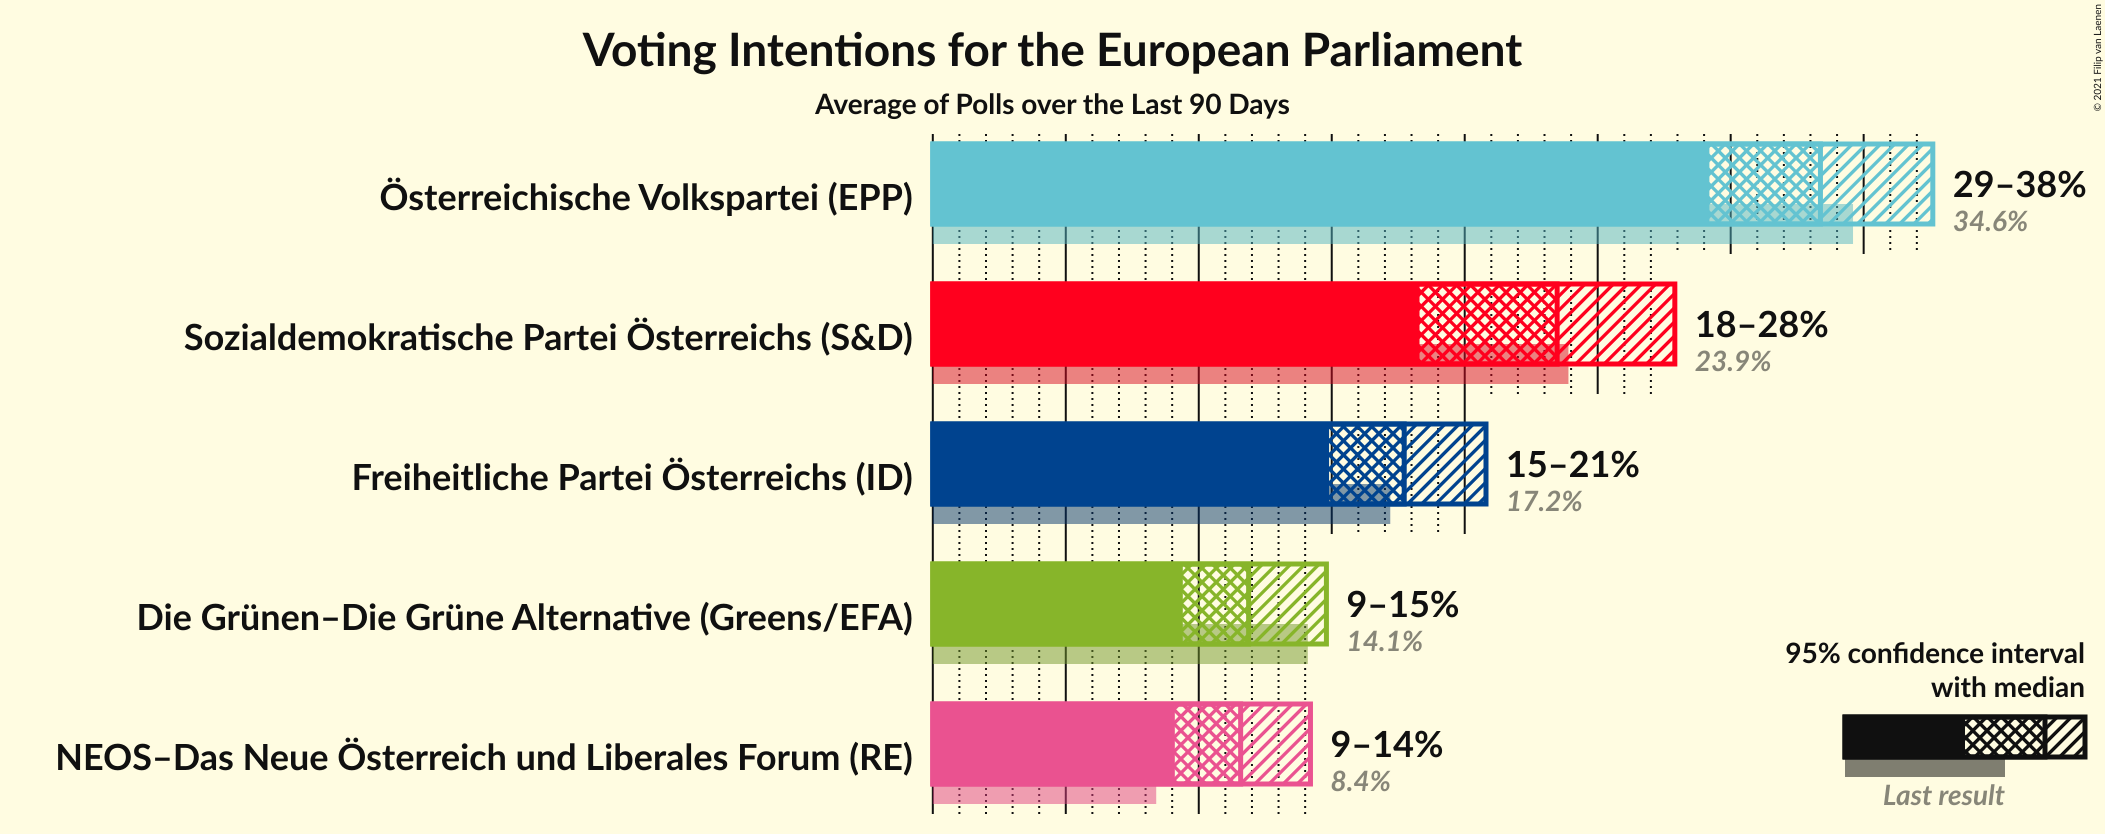 Voting Intentions for the European Parliament
Average of Polls over the Last 90 Days
© 2021 Filip van Laenen
Österreichische Volkspartei (EPP)
29–38%
34.6%
Sozialdemokratische Partei Österreichs (S&D)
18–28%
23.9%
Freiheitliche Partei Österreichs (ID)
15–21%
17.2%
Die Grünen–Die Grüne Alternative (Greens/EFA)
9–15%
14.1%
NEOS–Das Neue Österreich und Liberales Forum (RE)
9–14%
8.4%
95% confidence interval
with median
Last result